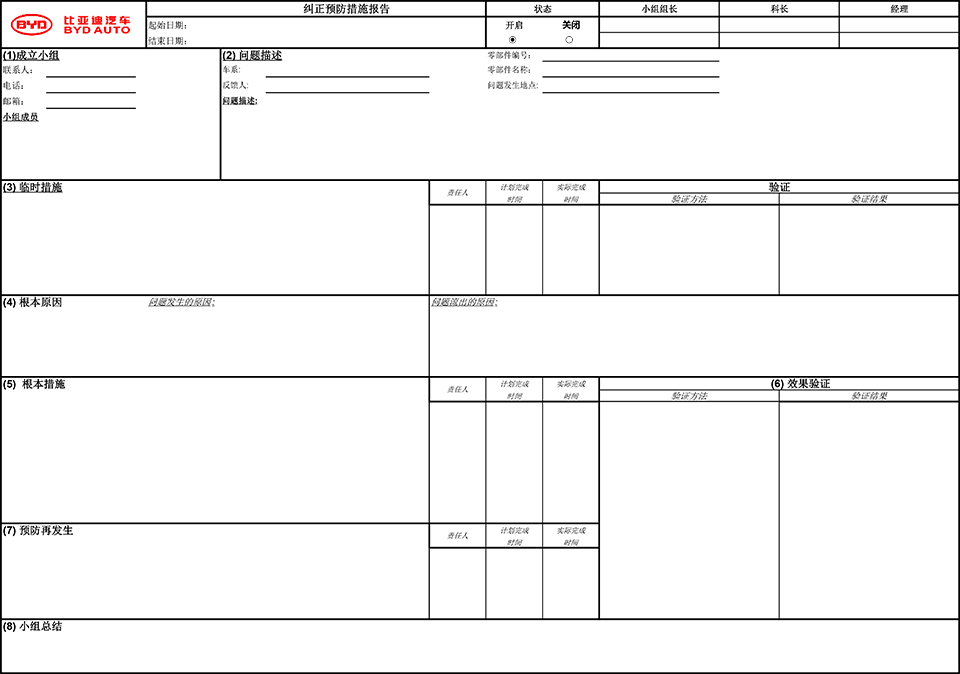 BYD 比亚迪汽车
BYD AUTO
纠正预防措施报告
状态
小组组长
科长
经理
起始日期:
开启
关闭
结束日期:
(1)成立小组
(2) 问题描述
零部件编号:
联系人:
车系:
零部件名称:
电话:
反馈人:
问题发生地点:
邮箱:
问题描述:
小组成员
(3) 临时措施
责任人
计划完成
时间
实际完成
时间
验证
验证方法
验证结果
(4) 根本原因
问题发生的原因:
问题流出的原因:
(5) 根本措施
责任人
计划完成
时间
实际完成
时间
(6) 效果验证
验证方法
验证结果
(7) 预防再发生
责任人
计划完成
时间
实际完成
时间
(8) 小组总结